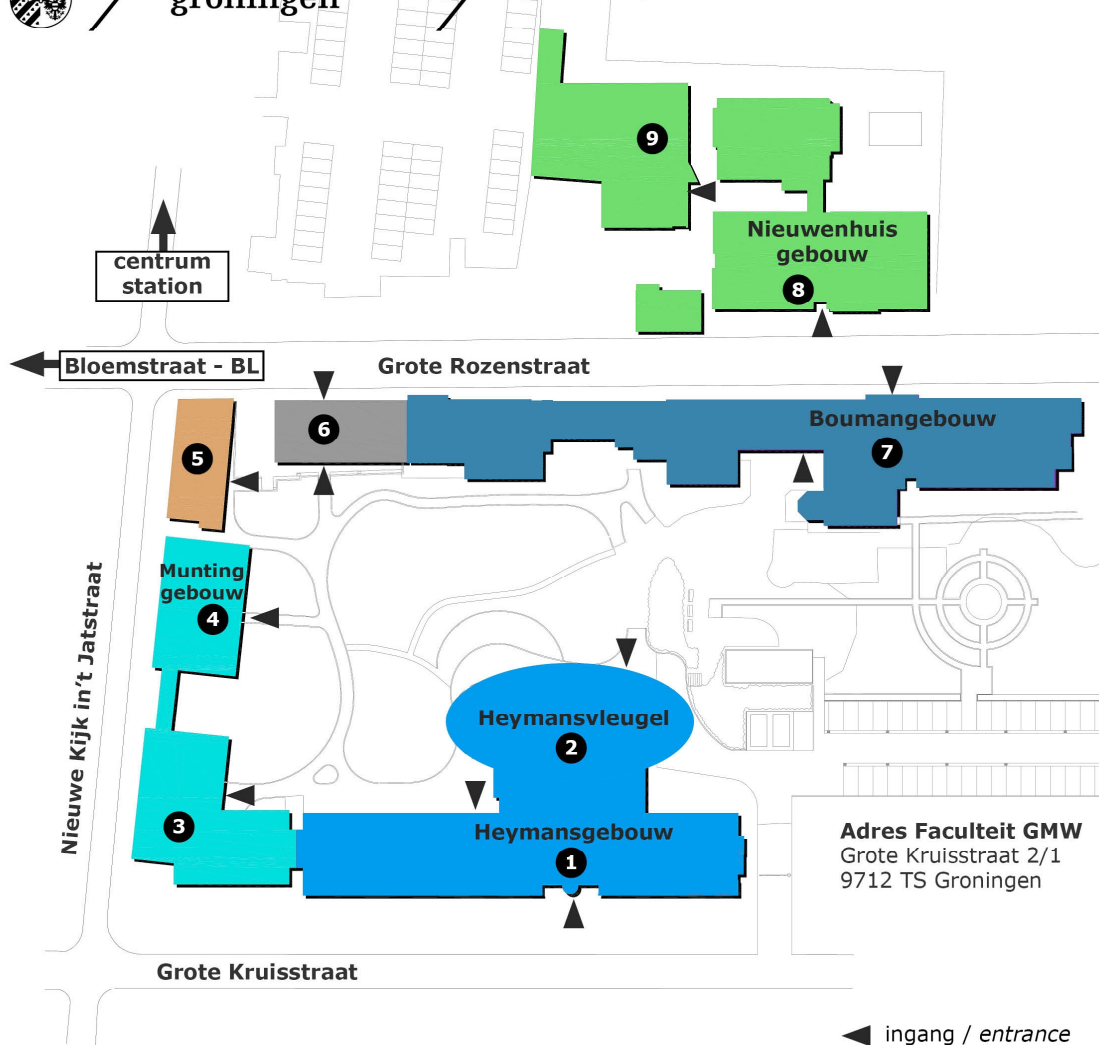 groningen
9
Nieuwenhuis
gebouw
8
centrum
station
Bloemstraat - BL
Grote Rozenstraat
6
Boumangebouw
7
5
Munting
gebouw
4
Nieuwe Kijk in't Jatstraat
Heymansvleugel
2
3
Heymansgebouw
1
Adres Faculteit GMW
Grote Kruisstraat 2/1
9712 TS Groningen
Grote Kruisstraat
ingang / entrance